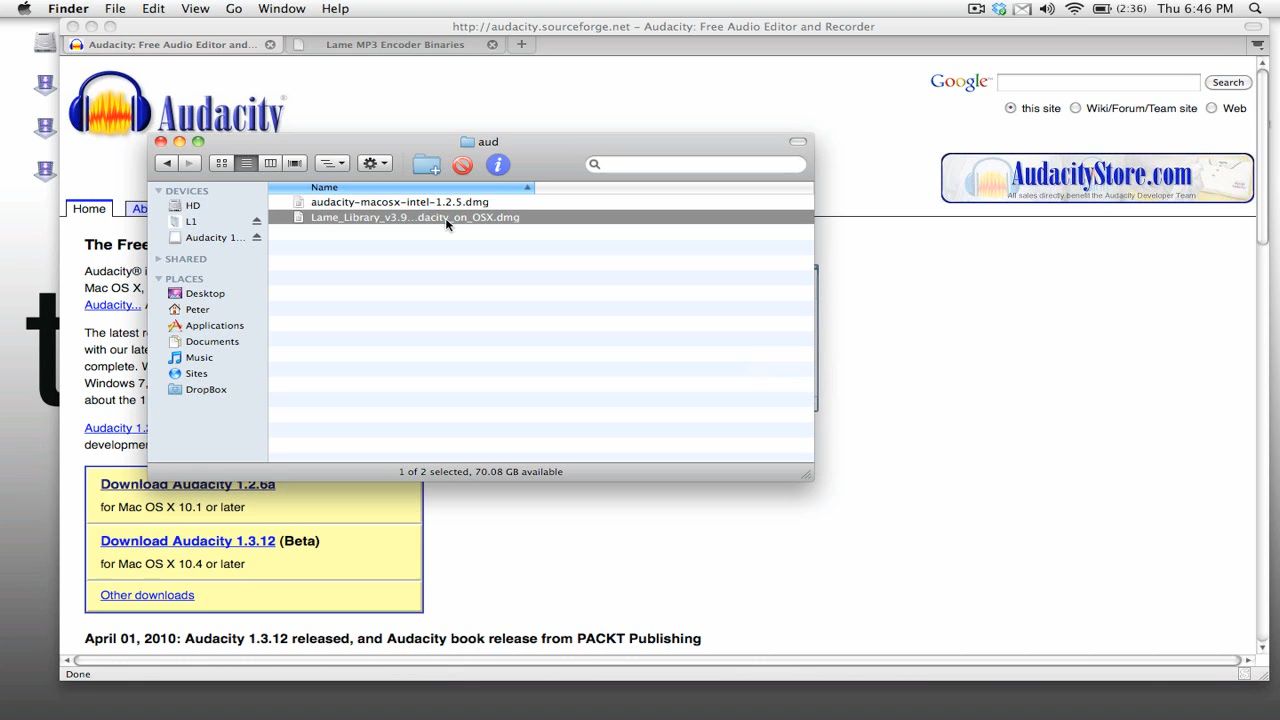 Finder File Edit View Go Window Help (2:36) Thu 6:46 PM
http://audacity.sourceforge.net – Audacity: Free Audio Editor and Recorder
Audacity: Free Audio Editor and... Lame MP3 Encoder Binaries
Audacity®
Google™ Search
this site Wiki/Forum/Team site Web
AudacityStore.com
All sales directly benefit the Audacity Developer Team
Home Ab
aud
Name
audacity-macosx-intel-1.2.5.dmg
Lame_Library_v3.9...dacity_on_OSX.dmg
DEVICES
HD
L1
Audacity 1...
SHARED
PLACES
Desktop
Peter
Applications
Documents
Music
Sites
DropBox
1 of 2 selected, 70.08 GB available
The Free
Audacity® i
Mac OS X,
Audacity...
The latest r
with our late
complete. W
Windows 7,
about the 1
Audacity 1.3
developme
Download Audacity 1.2.6a
for Mac OS X 10.1 or later
Download Audacity 1.3.12 (Beta)
for Mac OS X 10.4 or later
Other downloads
April 01, 2010: Audacity 1.3.12 released, and Audacity book release from PACKT Publishing
Done